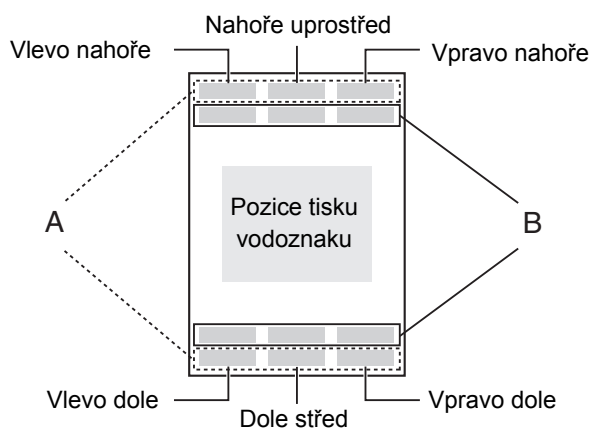 Nahoře uprostřed
Vlevo nahoře
Vpravo nahoře
A
B
Pozice tisku
vodoznaku
Vlevo dole
Vpravo dole
Dole střed